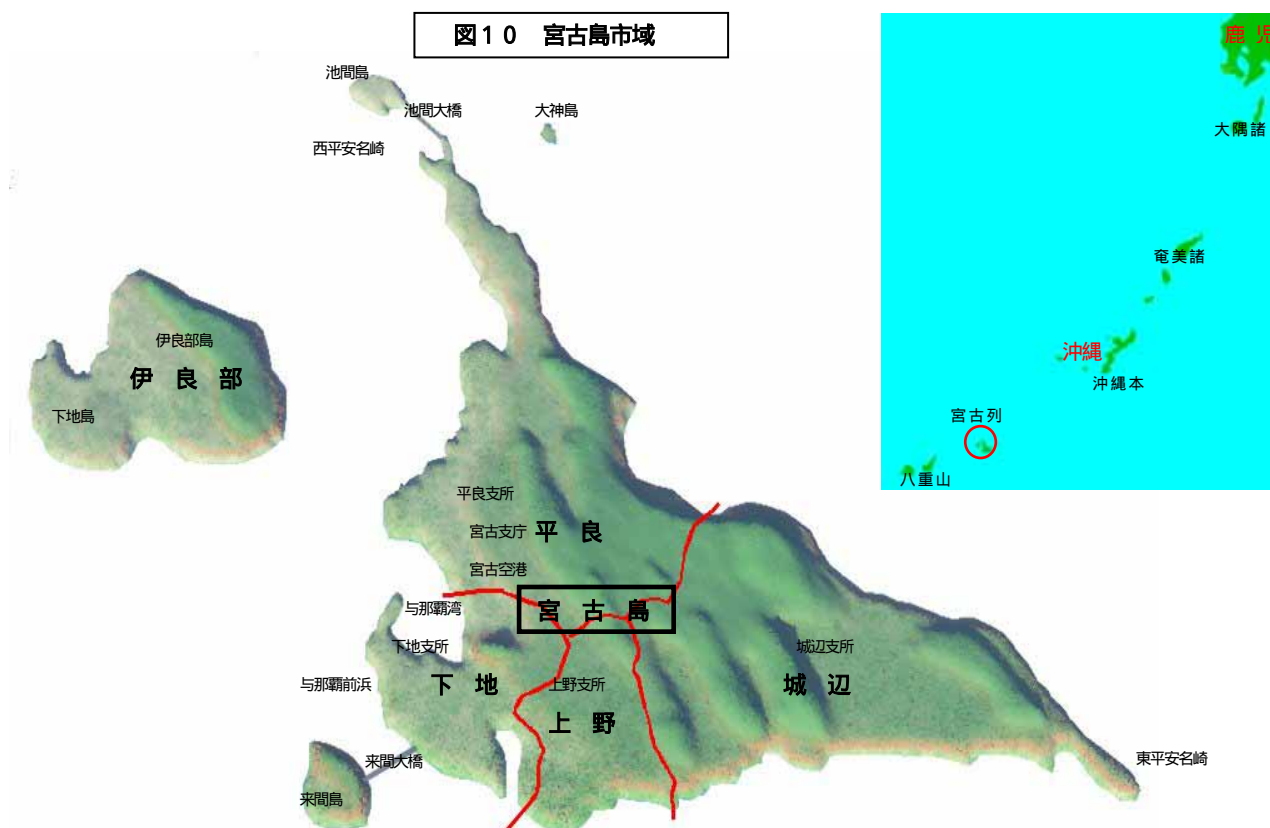 図10 宮古島市域
池間島
池間大橋
大神島
西平安名崎
伊良部島
伊良部
下地島
平良支所
宮古支庁
平良
宮古空港
宮古島
与那覇湾
下地支所
城辺支所
与那覇前浜
下地
上野支所
城辺
上野
来間大橋
東平安名崎
来間島
鹿児
大隅諸
奄美諸
沖縄
沖縄本
宮古列
八重山